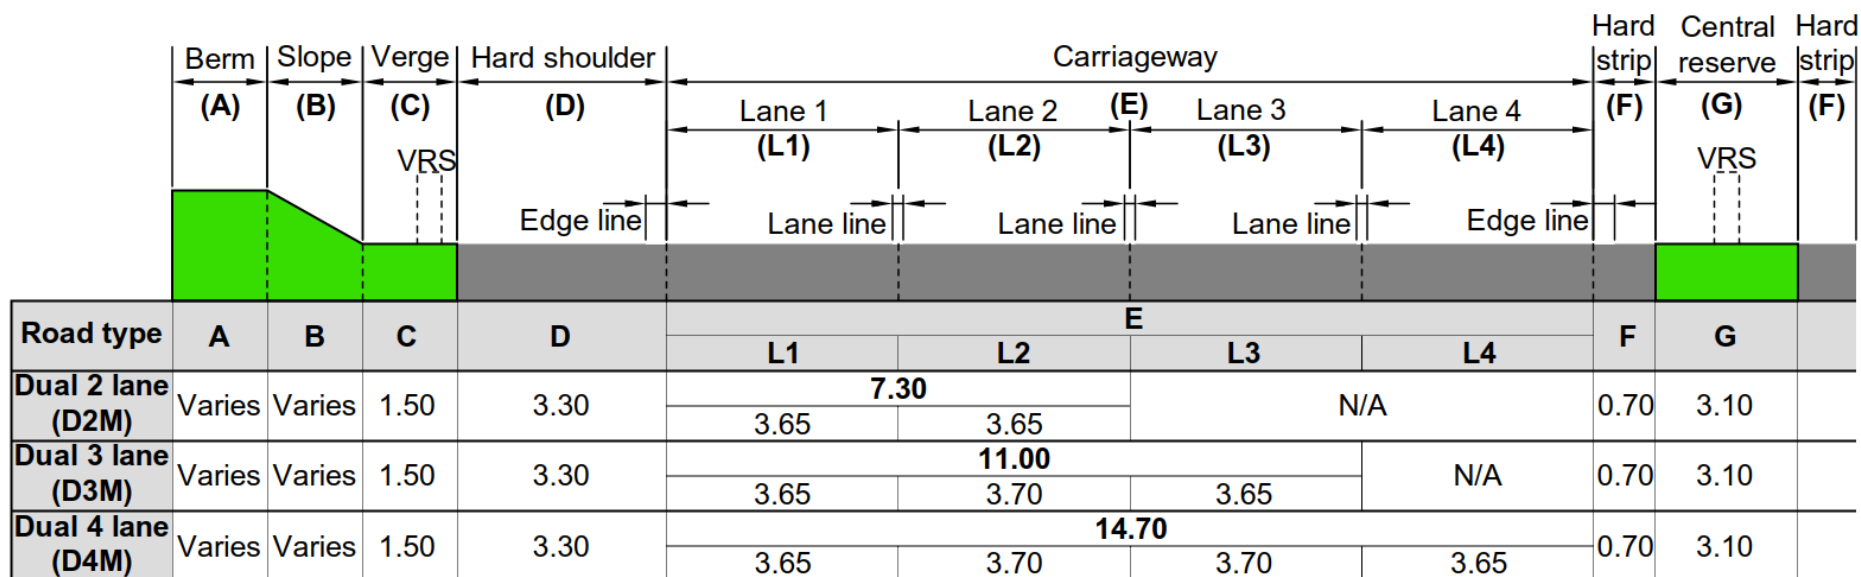 Berm Slope Verge Hard shoulder Carriageway Hard strip Central reserve Hard strip
(A) (B) (C) (D) (E) (F) (G) (F)
Lane 1 Lane 2 Lane 3 Lane 4
(L1) (L2) (L3) (L4)
VRS VRS
Edge line Lane line Lane line Lane line Edge line
Road type A B C D E F G
L1 L2 L3 L4
Dual 2 lane (D2M) Varies Varies 1.50 3.30 7.30 N/A 0.70 3.10
3.65 3.65
Dual 3 lane (D3M) Varies Varies 1.50 3.30 11.00 N/A 0.70 3.10
3.65 3.70 3.65
Dual 4 lane (D4M) Varies Varies 1.50 3.30 14.70 0.70 3.10
3.65 3.70 3.70 3.65